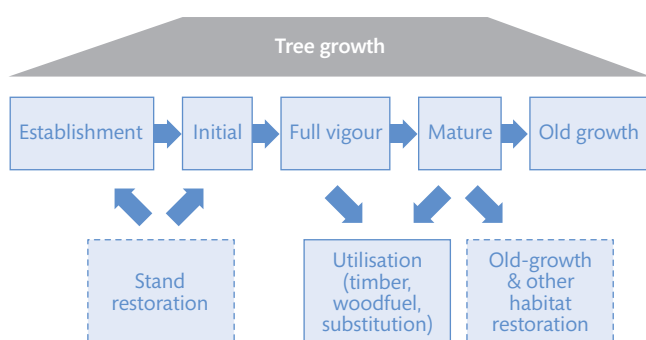 Tree growth
Establishment
Initial
Full vigour
Mature
Old growth
Stand
restoration
Utilisation
(timber,
woodfuel,
substitution)
Old-growth
& other
habitat
restoration